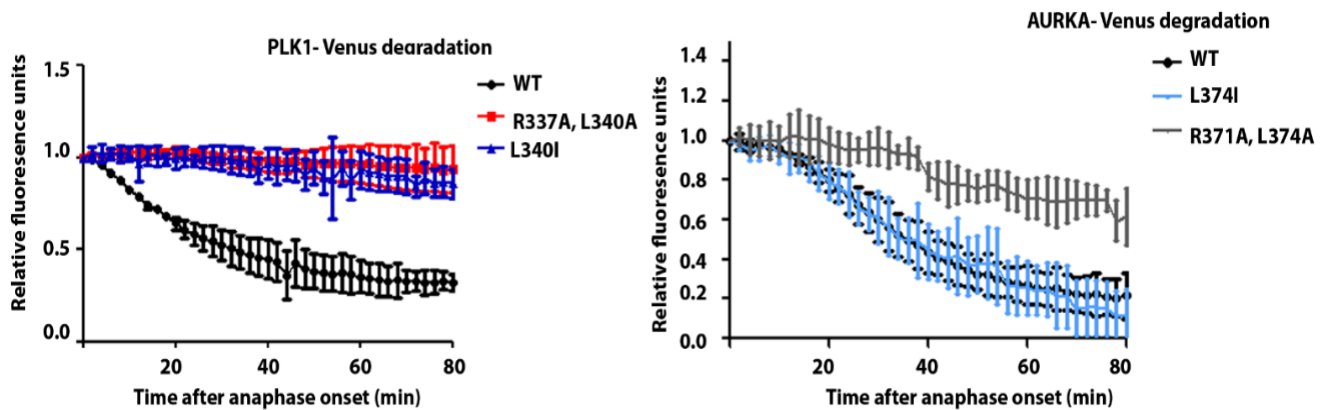 PLK1- Venus degradation
Relative fluoresence units
1.5
1.0
0.5
0.0
20 40 60 80
Time after anaphase onset (min)
WT
R337A, L340A
L340I
AURKA- Venus degradation
Relative fluoresence units
1.4
1.2
1.0
0.8
0.6
0.4
0.2
0.0
20 40 60 80
Time after anaphase onset (min)
WT
L374I
R371A, L374A